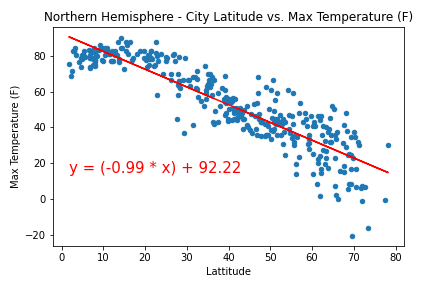 Northern Hemisphere - City Latitude vs. Max Temperature (F)
Max Temperature (F)
80
60
40
20
0
−20
y = (-0.99 * x) + 92.22
0 10 20 30 40 50 60 70 80
Lattitude